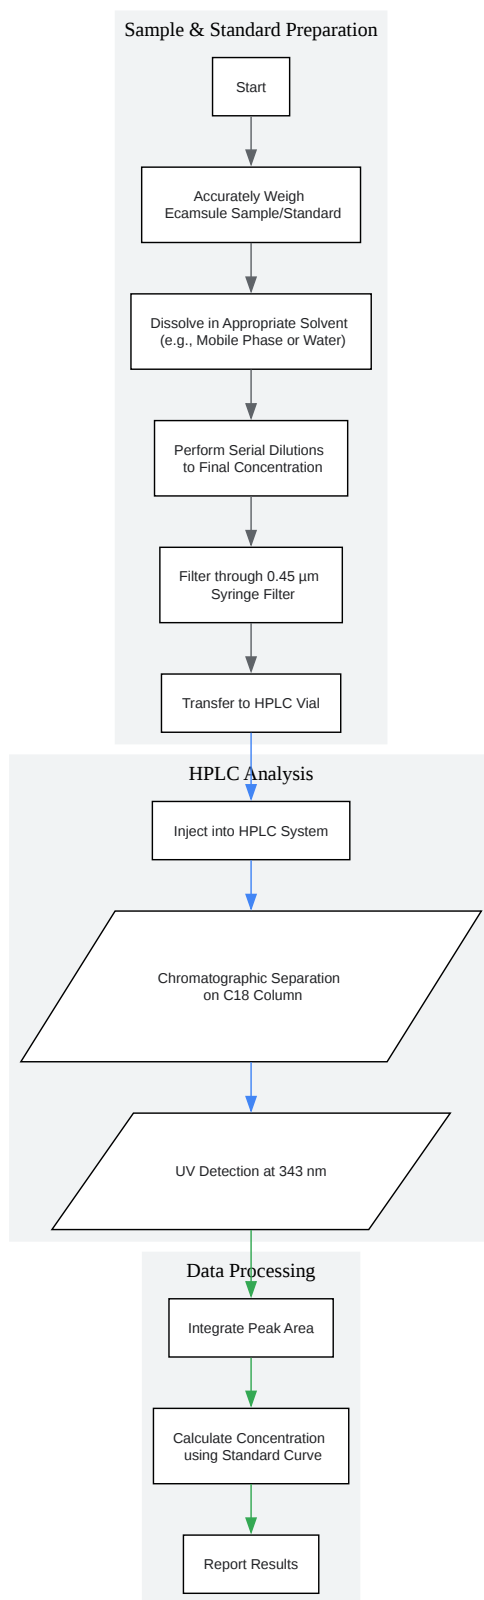 Sample & Standard Preparation
Start
Accurately Weigh
Ecamsule Sample/Standard
Dissolve in Appropriate Solvent
(e.g., Mobile Phase or Water)
Perform Serial Dilutions
to Final Concentration
Filter through 0.45 µm
Syringe Filter
Transfer to HPLC Vial
HPLC Analysis
Inject into HPLC System
Chromatographic Separation
on C18 Column
UV Detection at 343 nm
Data Processing
Integrate Peak Area
Calculate Concentration
using Standard Curve
Report Results